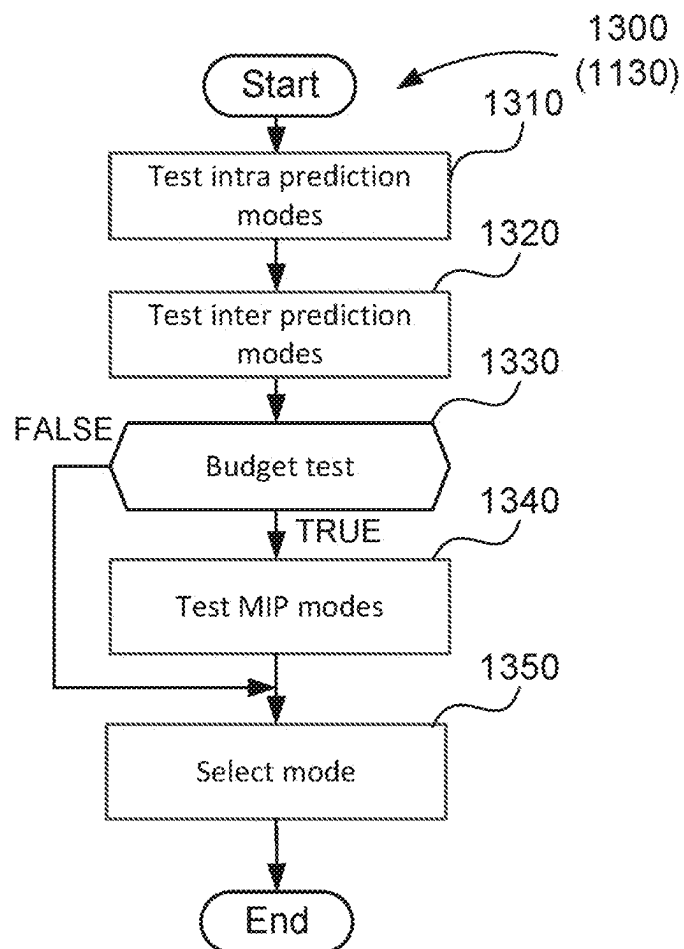 1300
(1130)
Start
1310
Test intra prediction
modes
1320
Test inter prediction
modes
1330
FALSE
Budget test
1340
TRUE
Test MIP modes
1350
Select mode
End